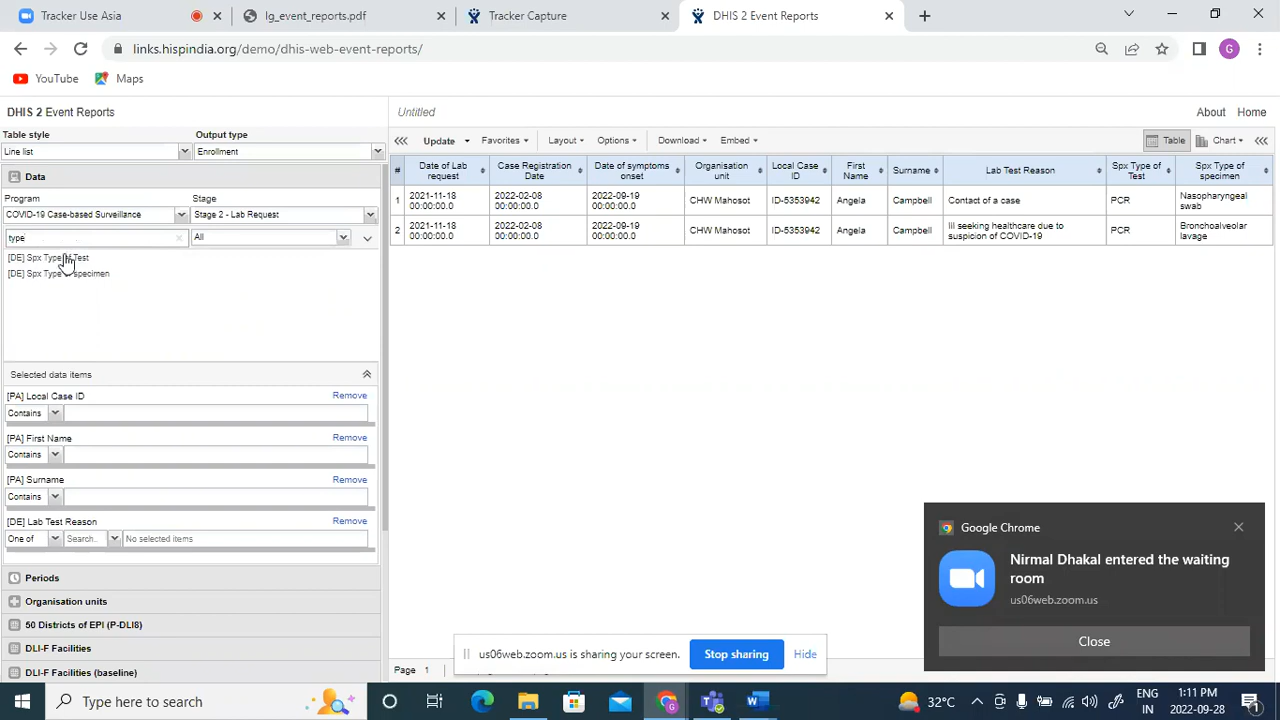 Tracker Use Asia
lg_event_reports.pdf
Tracker Capture
DHIS 2 Event Reports
links.hispindia.org/demo/dhis-web-event-reports/
G
YouTube
Maps
DHIS 2 Event Reports
Untitled
About
Home
Table style
Output type
Line list
Enrollment
Update
Favorites
Layout
Options
Download
Embed
Table
Chart
Data
Program
Stage
COVID-19 Case-based Surveillance
Stage 2 - Lab Request
type
All
[DE] Spx Type of Test
[DE] Spx Type of specimen
Selected data items
[PA] Local Case ID
Remove
Contains
[PA] First Name
Remove
Contains
[PA] Surname
Remove
Contains
[DE] Lab Test Reason
Remove
One of
Search..
No selected items
Periods
Organisation units
50 Districts of EPI (P-DLI8)
DLI-F Facilities
DLI-F Facilities (baseline)
# Date of Lab request Case Registration Date Date of symptoms onset Organisation unit Local Case ID First Name Surname Lab Test Reason Spx Type of Test Spx Type of specimen
1 2021-11-18 00:00:00.0 2022-02-08 00:00:00.0 2022-09-19 00:00:00.0 CHW Mahosot ID-5353942 Angela Campbell Contact of a case PCR Nasopharyngeal swab
2 2021-11-18 00:00:00.0 2022-02-08 00:00:00.0 2022-09-19 00:00:00.0 CHW Mahosot ID-5353942 Angela Campbell Ill seeking healthcare due to suspicion of COVID-19 PCR Bronchoalveolar lavage
Google Chrome
Nirmal Dhakal entered the waiting
room
us06web.zoom.us
Close
us06web.zoom.us is sharing your screen.
Stop sharing
Hide
Page 1
Type here to search
32°C
ENG
IN
1:11 PM
2022-09-28
1